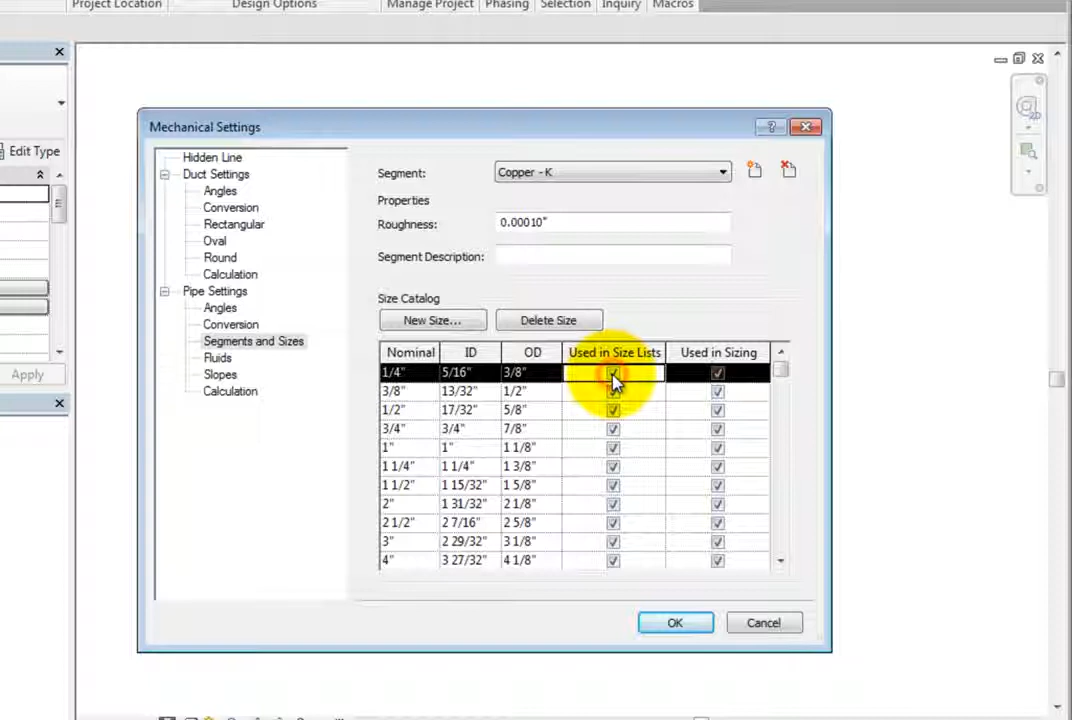 Project Location Design Options Manage Project Phasing Selection Inquiry Macros
Edit Type
Apply
Mechanical Settings
Hidden Line
Duct Settings
Angles
Conversion
Rectangular
Oval
Round
Calculation
Pipe Settings
Angles
Conversion
Segments and Sizes
Fluids
Slopes
Calculation
Segment: Copper - K
Properties
Roughness: 0.00010"
Segment Description:
Size Catalog
New Size... Delete Size
Nominal ID OD Used in Size Lists Used in Sizing
1/4" 5/16" 3/8"
3/8" 13/32" 1/2"
1/2" 17/32" 5/8"
3/4" 3/4" 7/8"
1" 1" 1 1/8"
1 1/4" 1 1/4" 1 3/8"
1 1/2" 1 15/32" 1 5/8"
2" 1 31/32" 2 1/8"
2 1/2" 2 7/16" 2 5/8"
3" 2 29/32" 3 1/8"
4" 3 27/32" 4 1/8"
OK Cancel